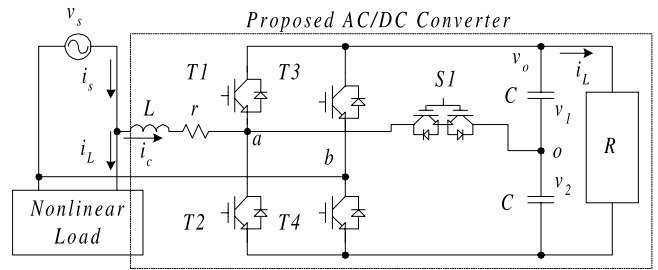 Proposed AC/DC Converter
v_s
i_s
T1
T3
S1
v_o
i_L
L
r
C
v_1
i_L
i_c
a
b
o
R
Nonlinear
Load
T2
T4
C
v_2